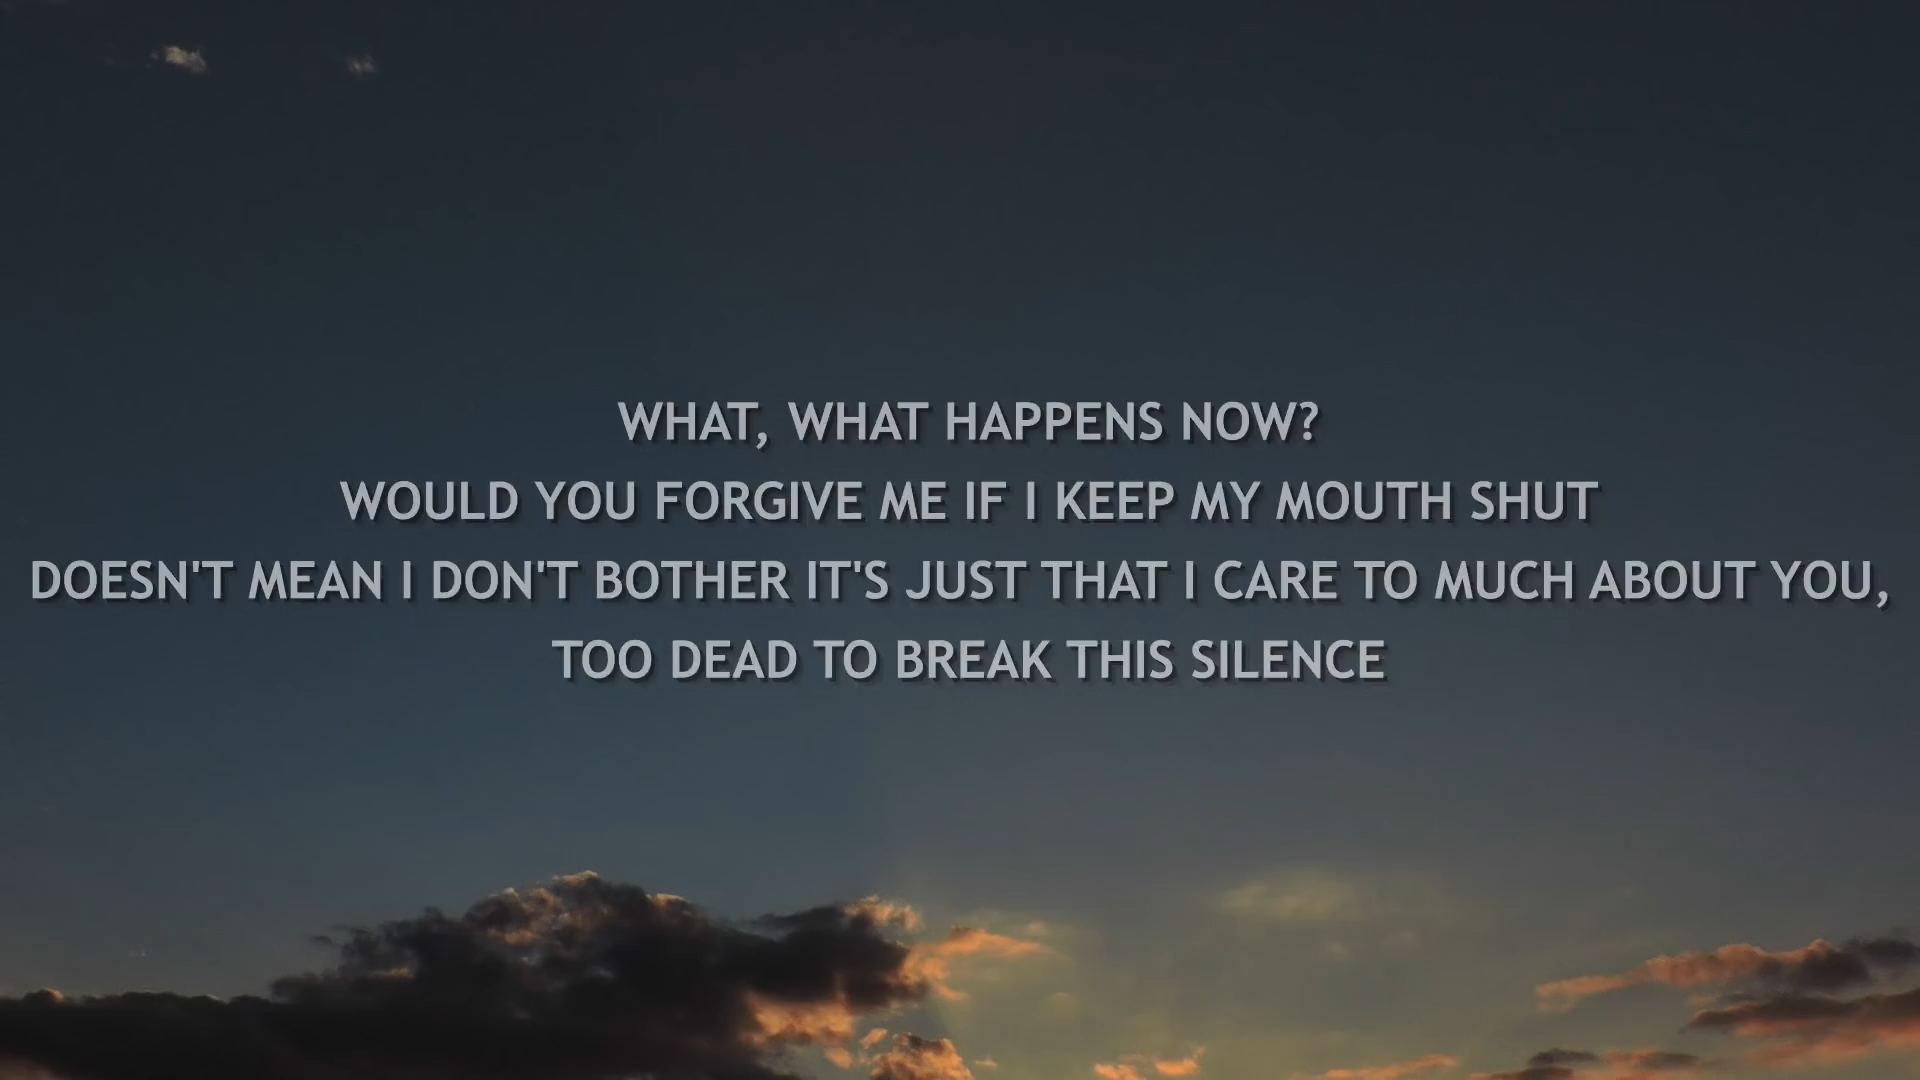 WHAT, WHAT HAPPENS NOW?
WOULD YOU FORGIVE ME IF I KEEP MY MOUTH SHUT
DOESN'T MEAN I DON'T BOTHER IT'S JUST THAT I CARE TO MUCH ABOUT YOU,
TOO DEAD TO BREAK THIS SILENCE